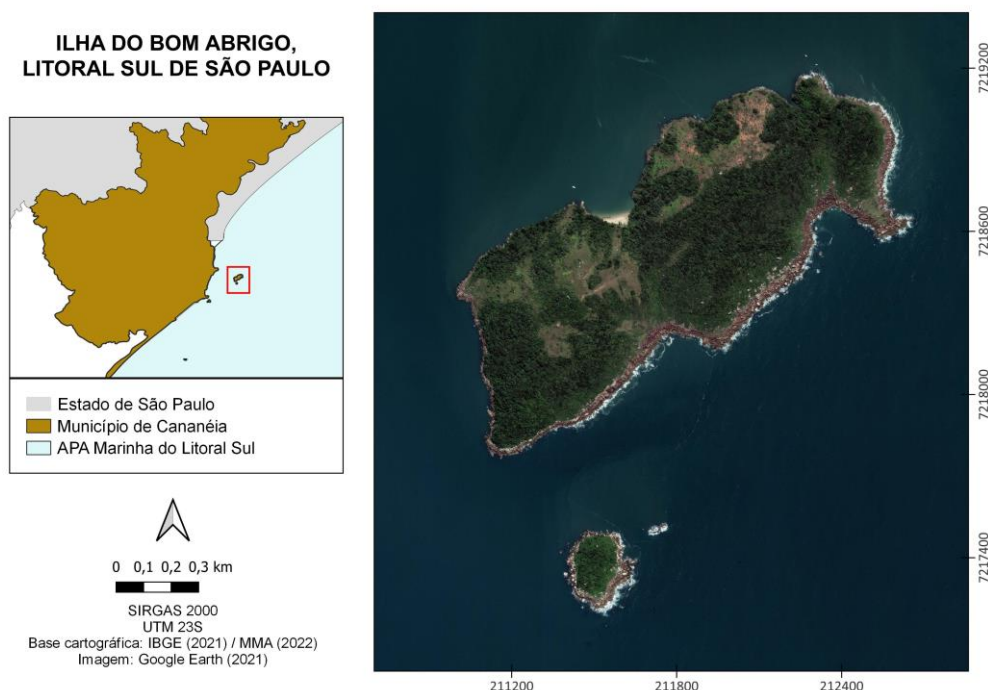 ILHA DO BOM ABRIGO,
LITORAL SUL DE SÃO PAULO
Estado de São Paulo
Município de Cananéia
APA Marinha do Litoral Sul
0 0,1 0,2 0,3 km
SIRGAS 2000
UTM 23S
Base cartográfica: IBGE (2021) / MMA (2022)
Imagem: Google Earth (2021)
7219200
7218600
7218000
7217400
211200 211800 212400